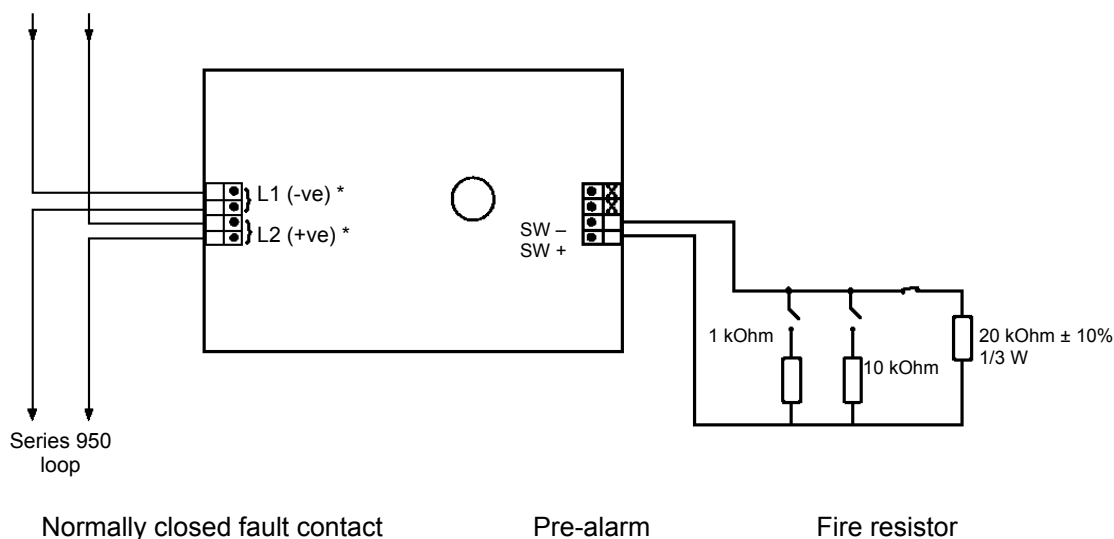 L1 (-ve) *
L2 (+ve) *
SW –
SW +
1 kOhm
10 kOhm
20 kOhm ± 10%
1/3 W
Series 950
loop
Normally closed fault contact Pre-alarm Fire resistor